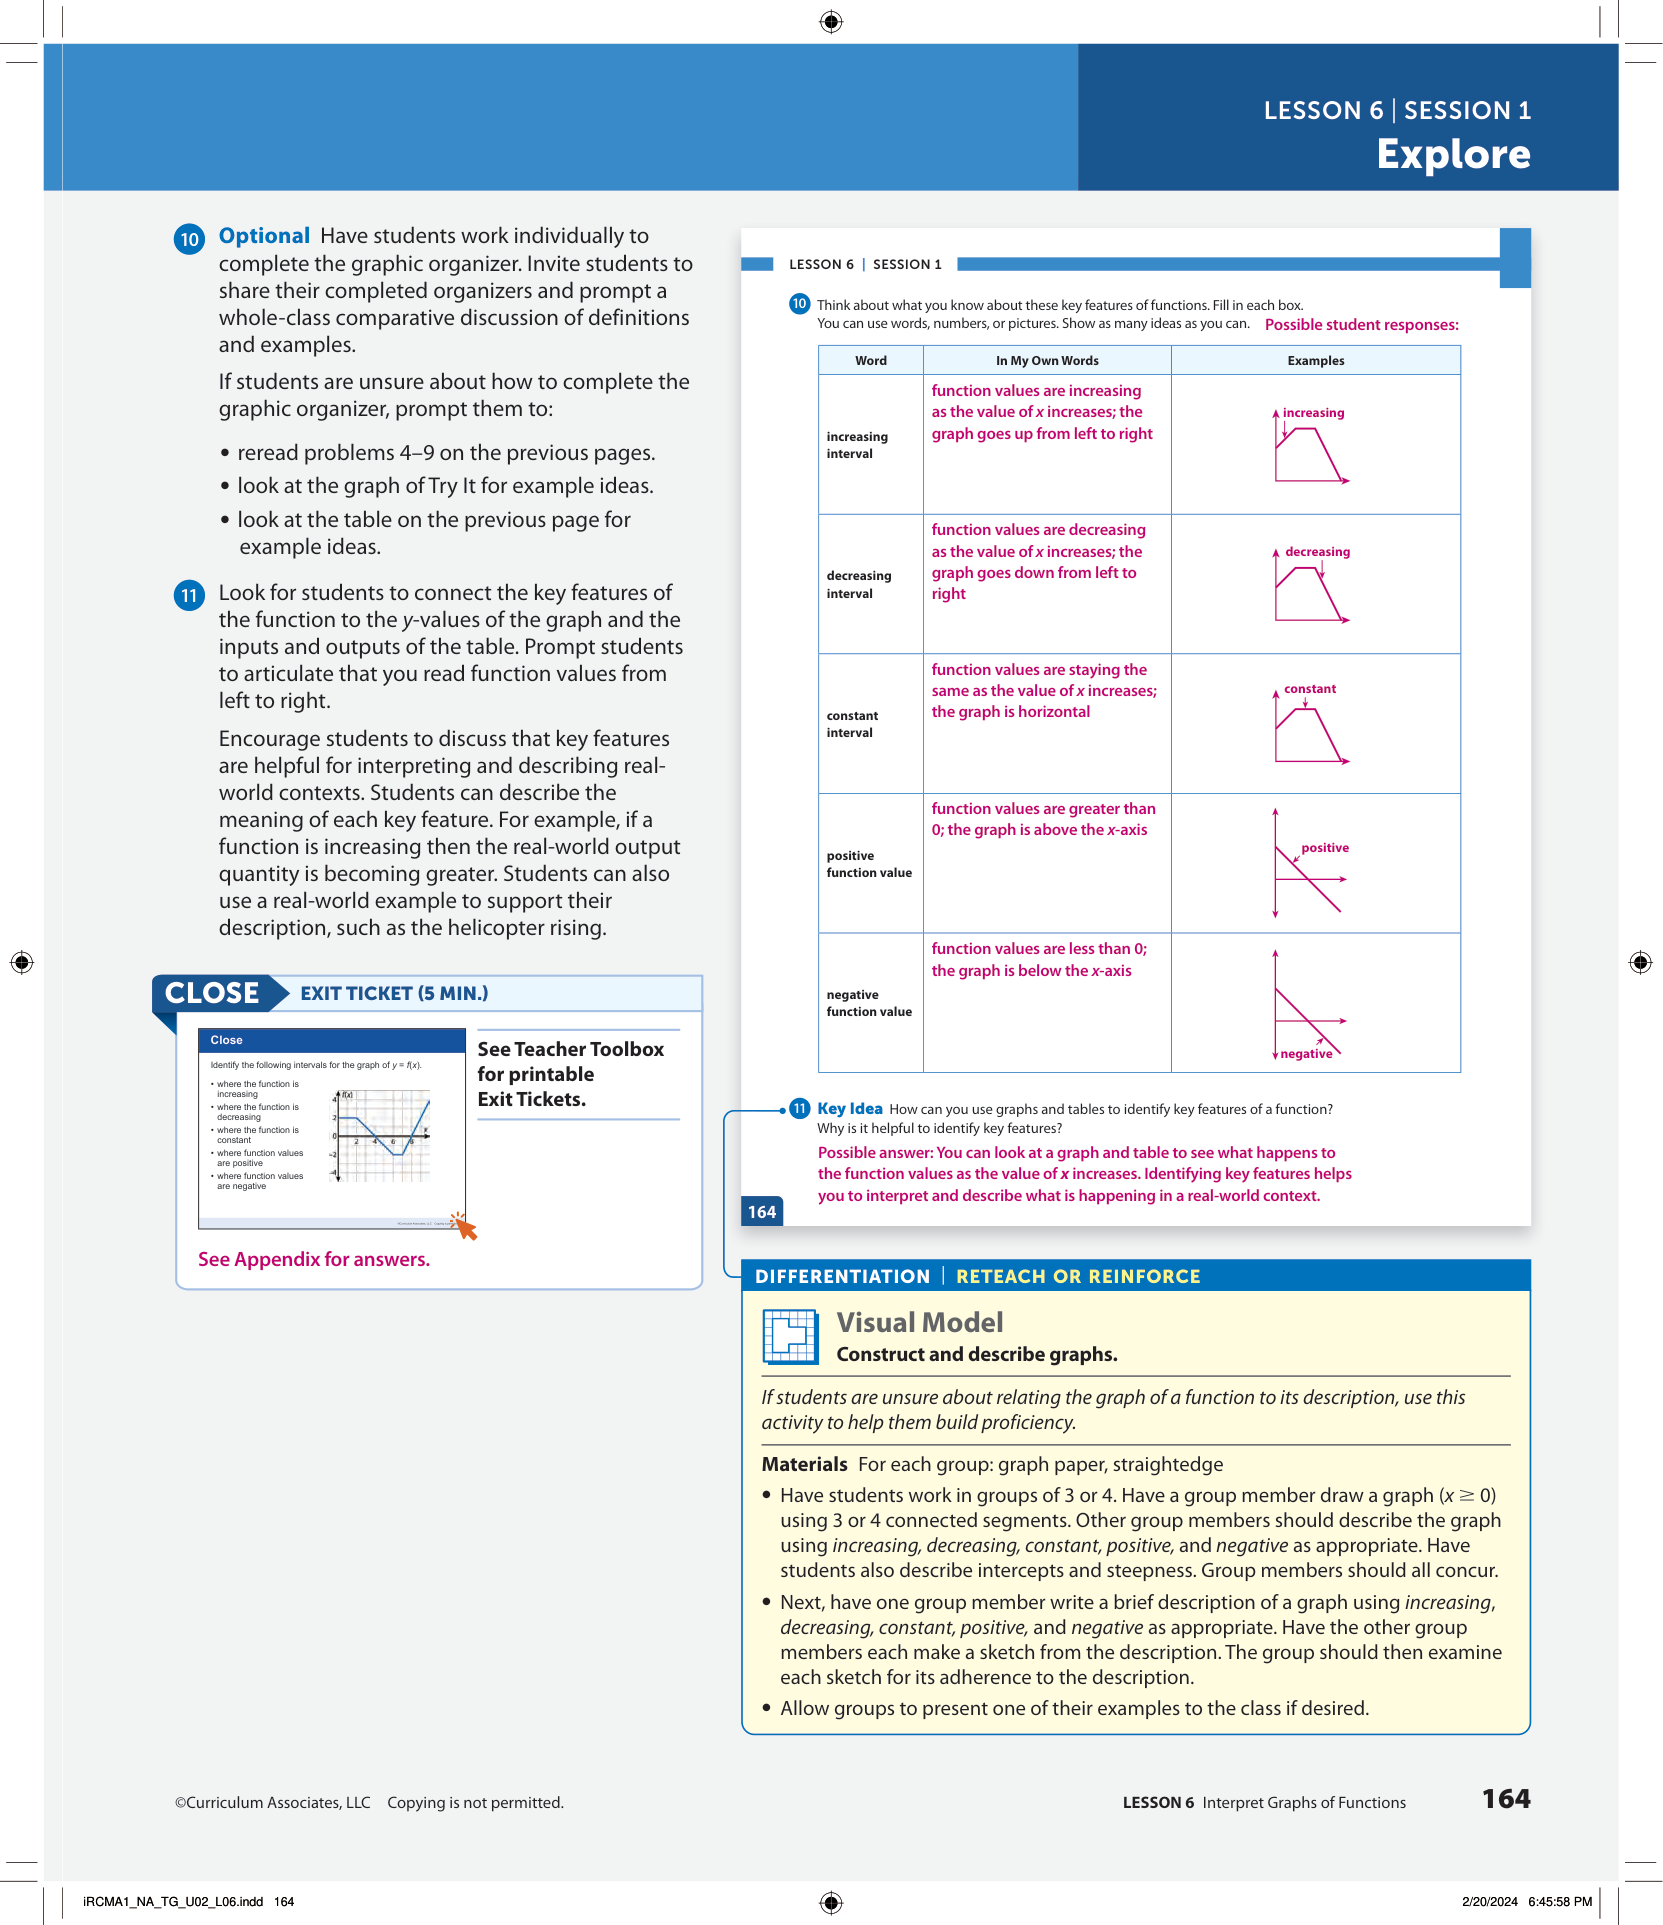 LESSON 6 | SESSION 1
Explore
10 Optional Have students work individually to
complete the graphic organizer. Invite students to
share their completed organizers and prompt a
whole-class comparative discussion of definitions
and examples.
If students are unsure about how to complete the
graphic organizer, prompt them to:
• reread problems 4–9 on the previous pages.
• look at the graph of Try It for example ideas.
• look at the table on the previous page for
example ideas.
11 Look for students to connect the key features of
the function to the y-values of the graph and the
inputs and outputs of the table. Prompt students
to articulate that you read function values from
left to right.
Encourage students to discuss that key features
are helpful for interpreting and describing real-
world contexts. Students can describe the
meaning of each key feature. For example, if a
function is increasing then the real-world output
quantity is becoming greater. Students can also
use a real-world example to support their
description, such as the helicopter rising.
CLOSE EXIT TICKET (5 MIN.)
Close
Identify the following intervals for the graph of y = f(x).
• where the function is
increasing
• where the function is
decreasing
• where the function is
constant
• where function values
are positive
• where function values
are negative
f(x)
4
2
0
−2
−4
2 4 6 8 x
See Teacher Toolbox
for printable
Exit Tickets.
See Appendix for answers.
LESSON 6 | SESSION 1
10 Think about what you know about these key features of functions. Fill in each box.
You can use words, numbers, or pictures. Show as many ideas as you can. Possible student responses:
Word In My Own Words Examples
increasing
interval
function values are increasing
as the value of x increases; the
graph goes up from left to right
increasing
decreasing
interval
function values are decreasing
as the value of x increases; the
graph goes down from left to
right
decreasing
constant
interval
function values are staying the
same as the value of x increases;
the graph is horizontal
constant
positive
function value
function values are greater than
0; the graph is above the x-axis
positive
negative
function value
function values are less than 0;
the graph is below the x-axis
negative
11 Key Idea How can you use graphs and tables to identify key features of a function?
Why is it helpful to identify key features?
Possible answer: You can look at a graph and table to see what happens to
the function values as the value of x increases. Identifying key features helps
you to interpret and describe what is happening in a real-world context.
164
DIFFERENTIATION | RETEACH OR REINFORCE
Visual Model
Construct and describe graphs.
If students are unsure about relating the graph of a function to its description, use this
activity to help them build proficiency.
Materials For each group: graph paper, straightedge
• Have students work in groups of 3 or 4. Have a group member draw a graph (x ≥ 0)
using 3 or 4 connected segments. Other group members should describe the graph
using increasing, decreasing, constant, positive, and negative as appropriate. Have
students also describe intercepts and steepness. Group members should all concur.
• Next, have one group member write a brief description of a graph using increasing,
decreasing, constant, positive, and negative as appropriate. Have the other group
members each make a sketch from the description. The group should then examine
each sketch for its adherence to the description.
• Allow groups to present one of their examples to the class if desired.
©Curriculum Associates, LLC Copying is not permitted.
LESSON 6 Interpret Graphs of Functions 164
iRCMA1_NA_TG_U02_L06.indd 164
2/20/2024 6:45:58 PM